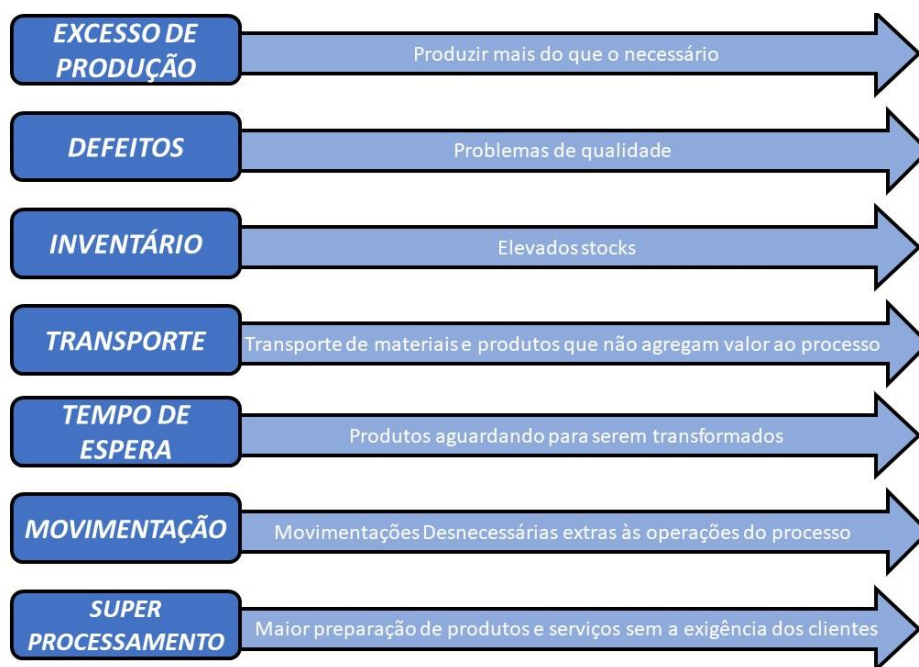 EXCESSO DE
PRODUÇÃO
Produzir mais do que o necessário
DEFEITOS
Problemas de qualidade
INVENTÁRIO
Elevados stocks
TRANSPORTE
Transporte de materiais e produtos que não agregam valor ao processo
TEMPO DE
ESPERA
Produtos aguardando para serem transformados
MOVIMENTAÇÃO
Movimentações Desnecessárias extras às operações do processo
SUPER
PROCESSAMENTO
Maior preparação de produtos e serviços sem a exigência dos clientes